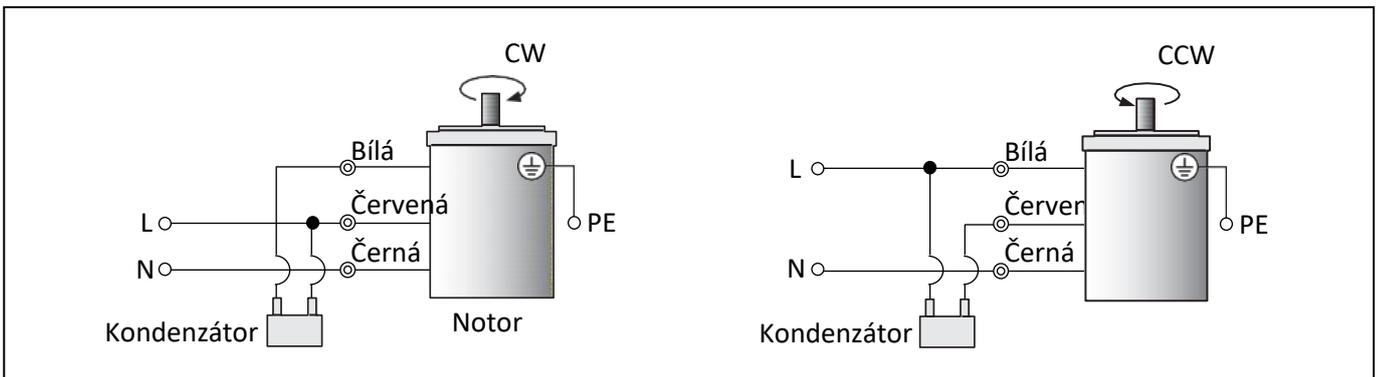 CW
Bílá
Červená
L
PE
Černá
N
Kondenzátor
Notor
CCW
Bílá
L
Červer
PE
Černá
N
Kondenzátor